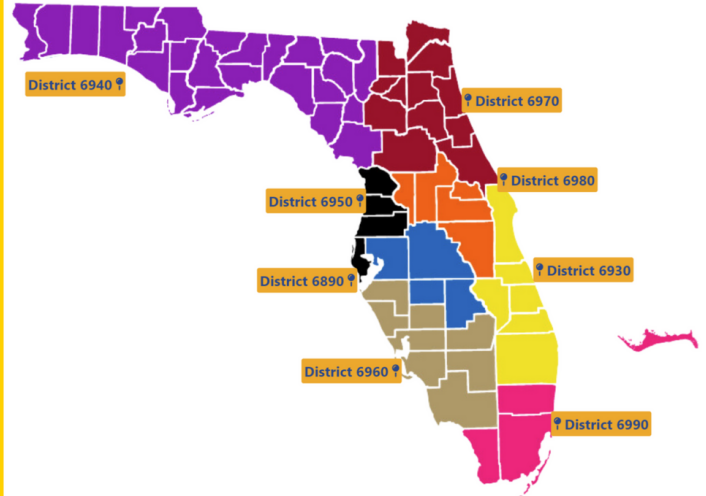 District 6940
District 6970
District 6980
District 6950
District 6930
District 6890
District 6960
District 6990